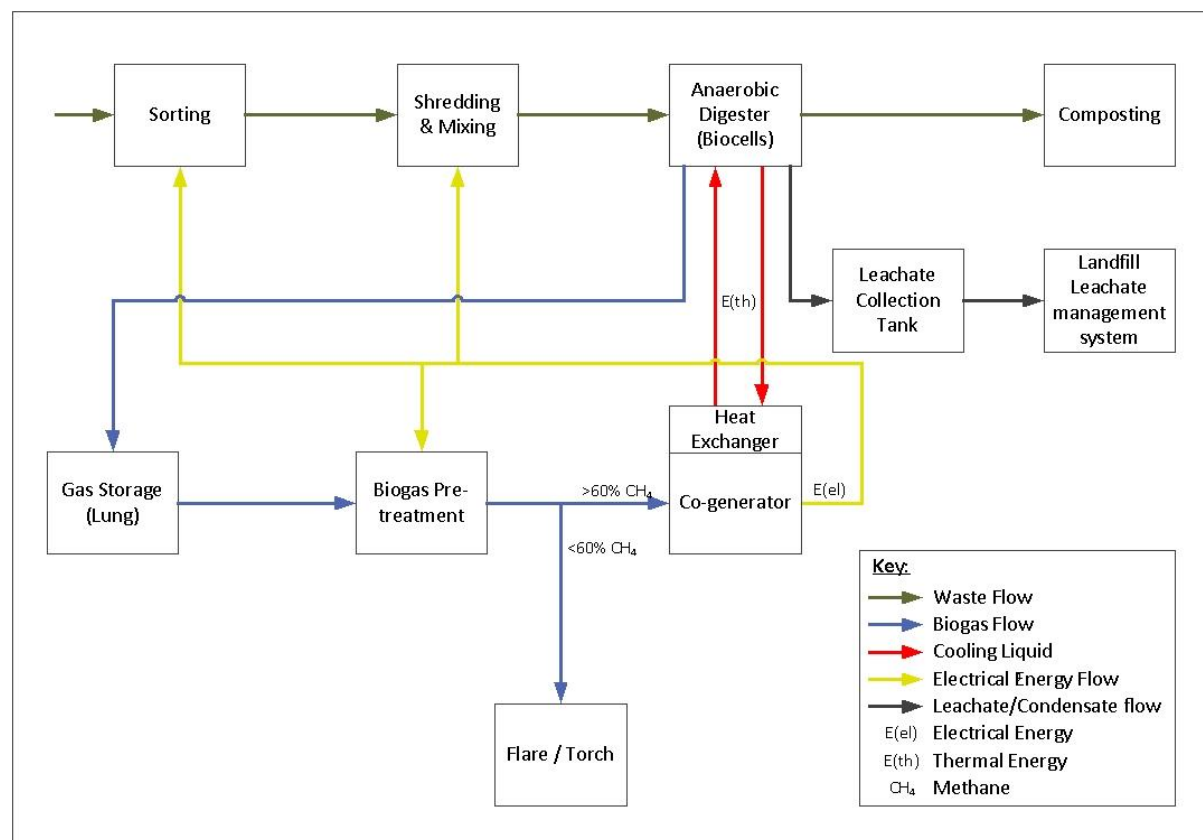 Sorting
Shredding
& Mixing
Anaerobic
Digester
(Biocells)
Composting
Leachate
Collection
Tank
Landfill
Leachate
management
system
E(th)
Heat
Exchanger
Gas Storage
(Lung)
Biogas Pre-
treatment
>60% CH₄
Co-generator
E(el)
<60% CH₄
Flare / Torch
Key:
Waste Flow
Biogas Flow
Cooling Liquid
Electrical Energy Flow
Leachate/Condensate flow
E(el) Electrical Energy
E(th) Thermal Energy
CH₄ Methane